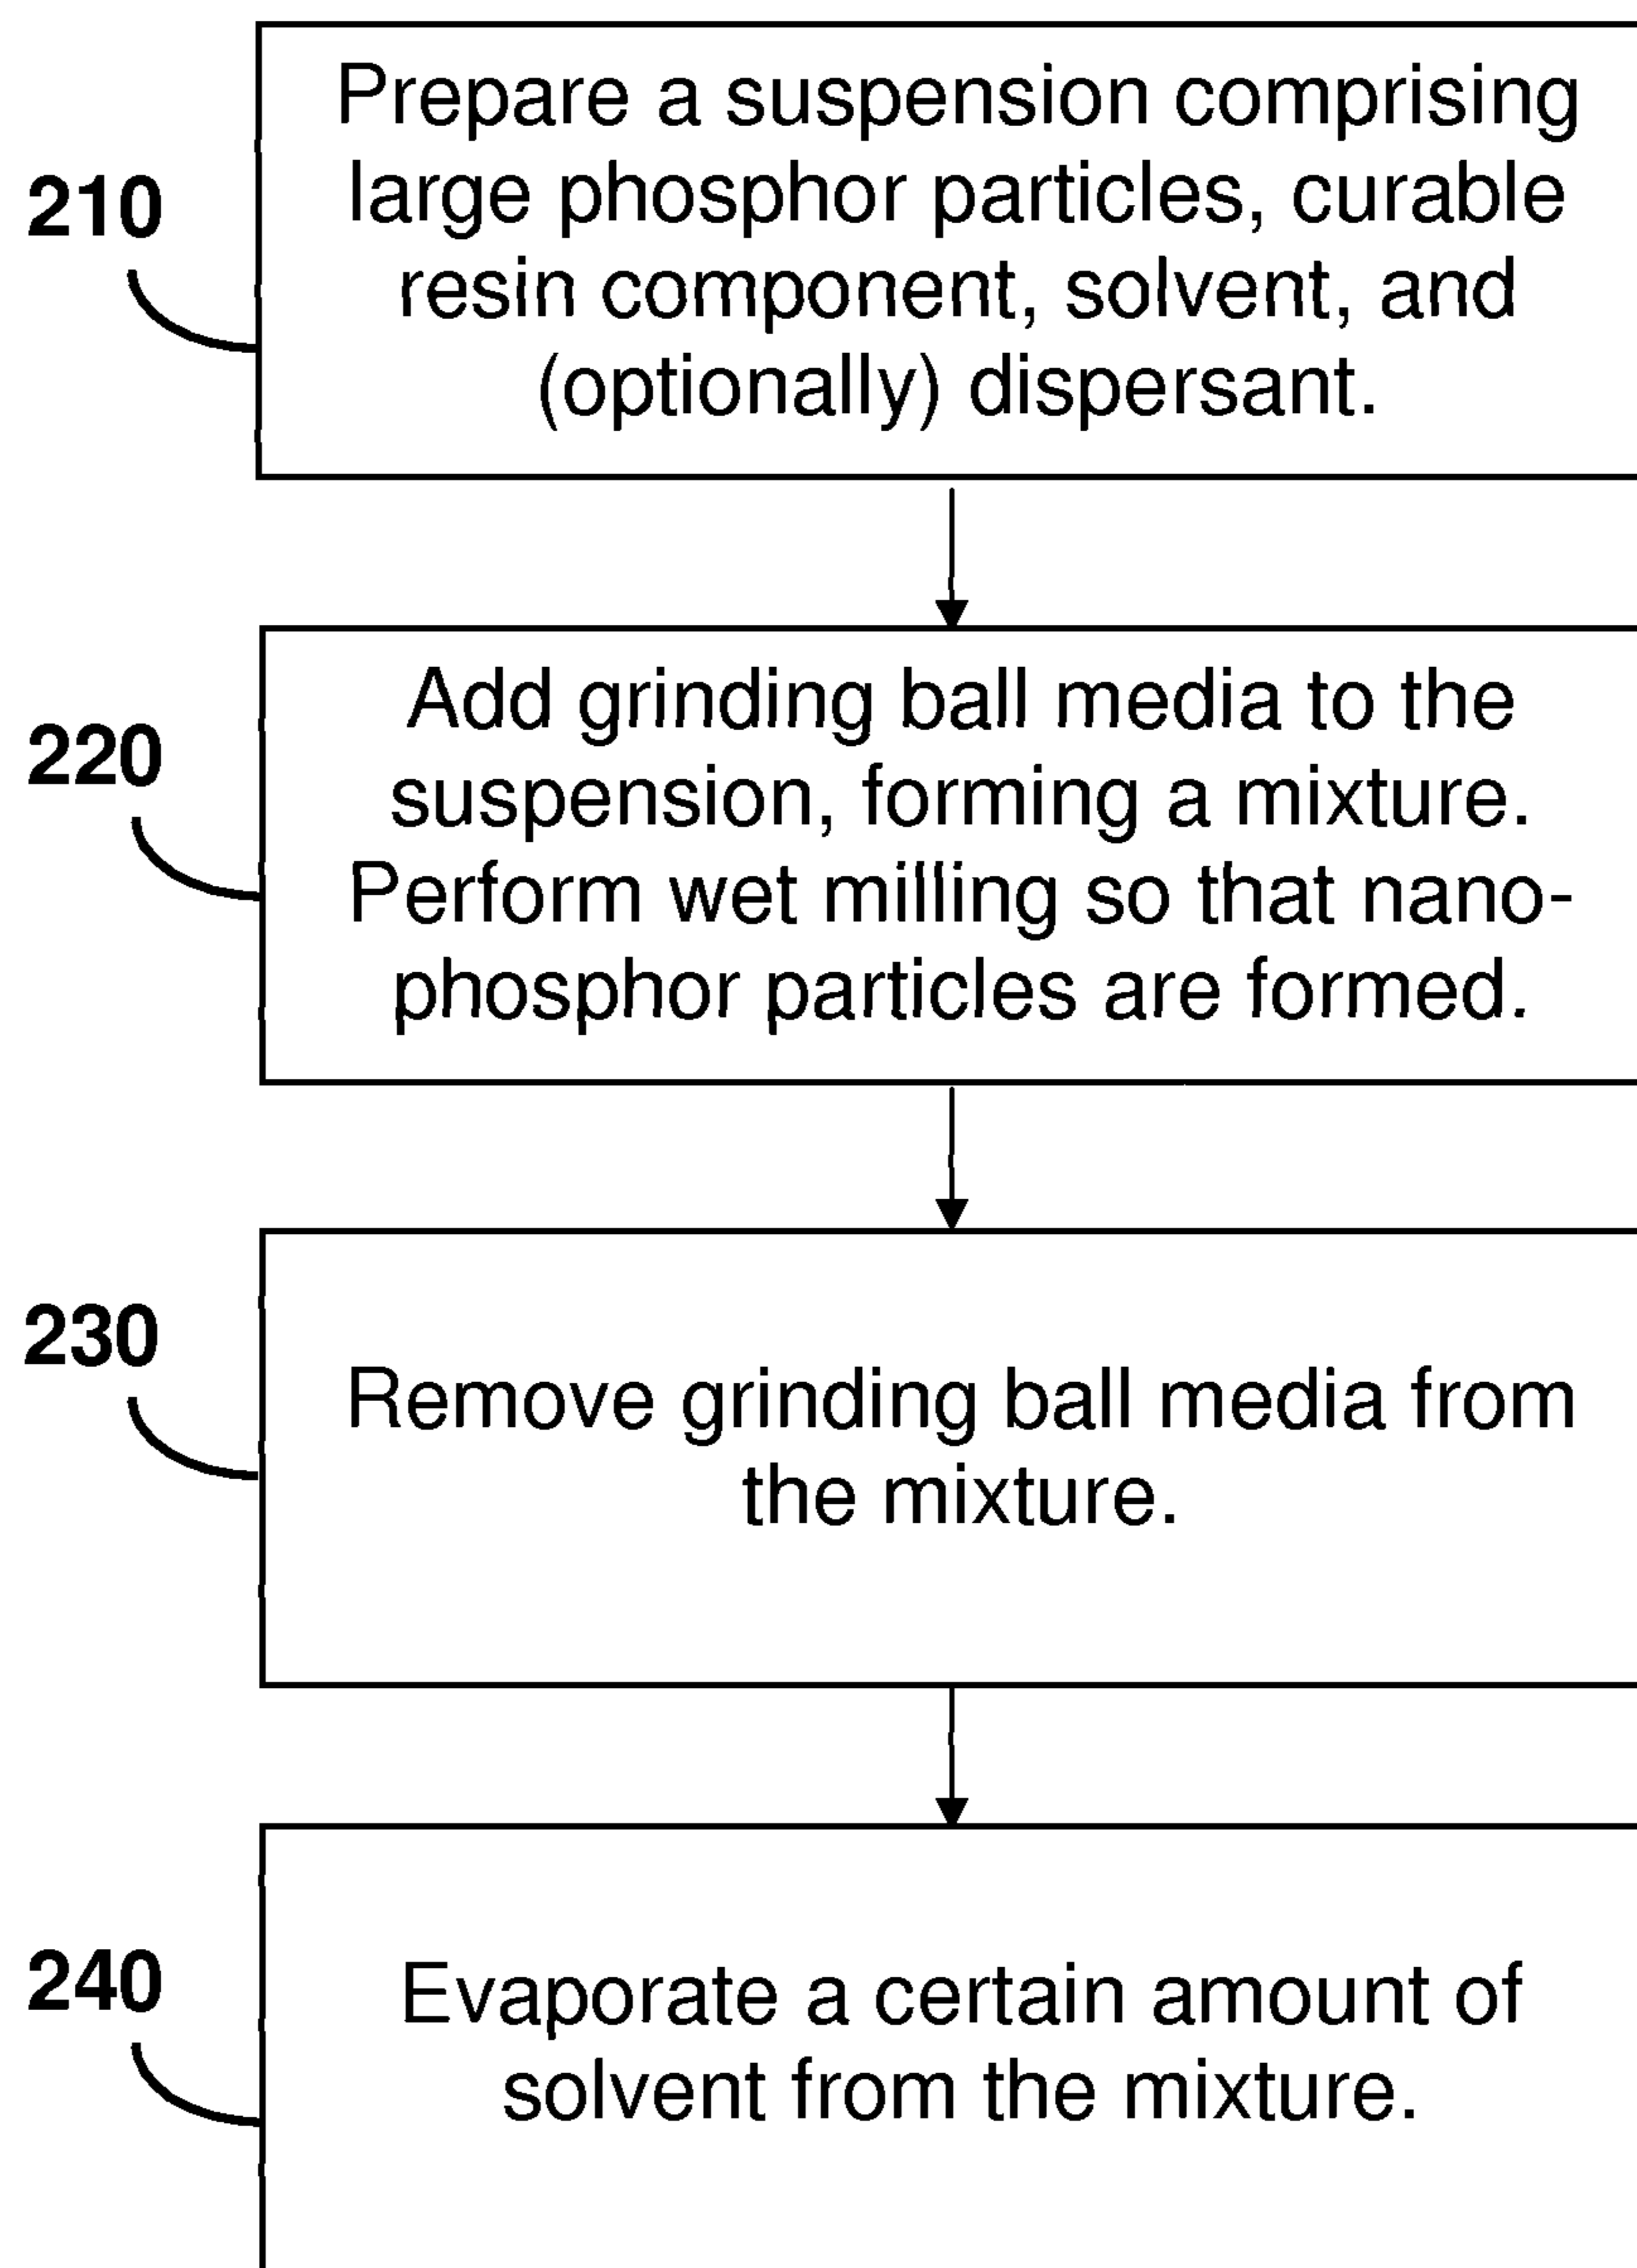 210
Prepare a suspension comprising
large phosphor particles, curable
resin component, solvent, and
(optionally) dispersant.
220
Add grinding ball media to the
suspension, forming a mixture.
Perform wet milling so that nano-
phosphor particles are formed.
230
Remove grinding ball media from
the mixture.
240
Evaporate a certain amount of
solvent from the mixture.